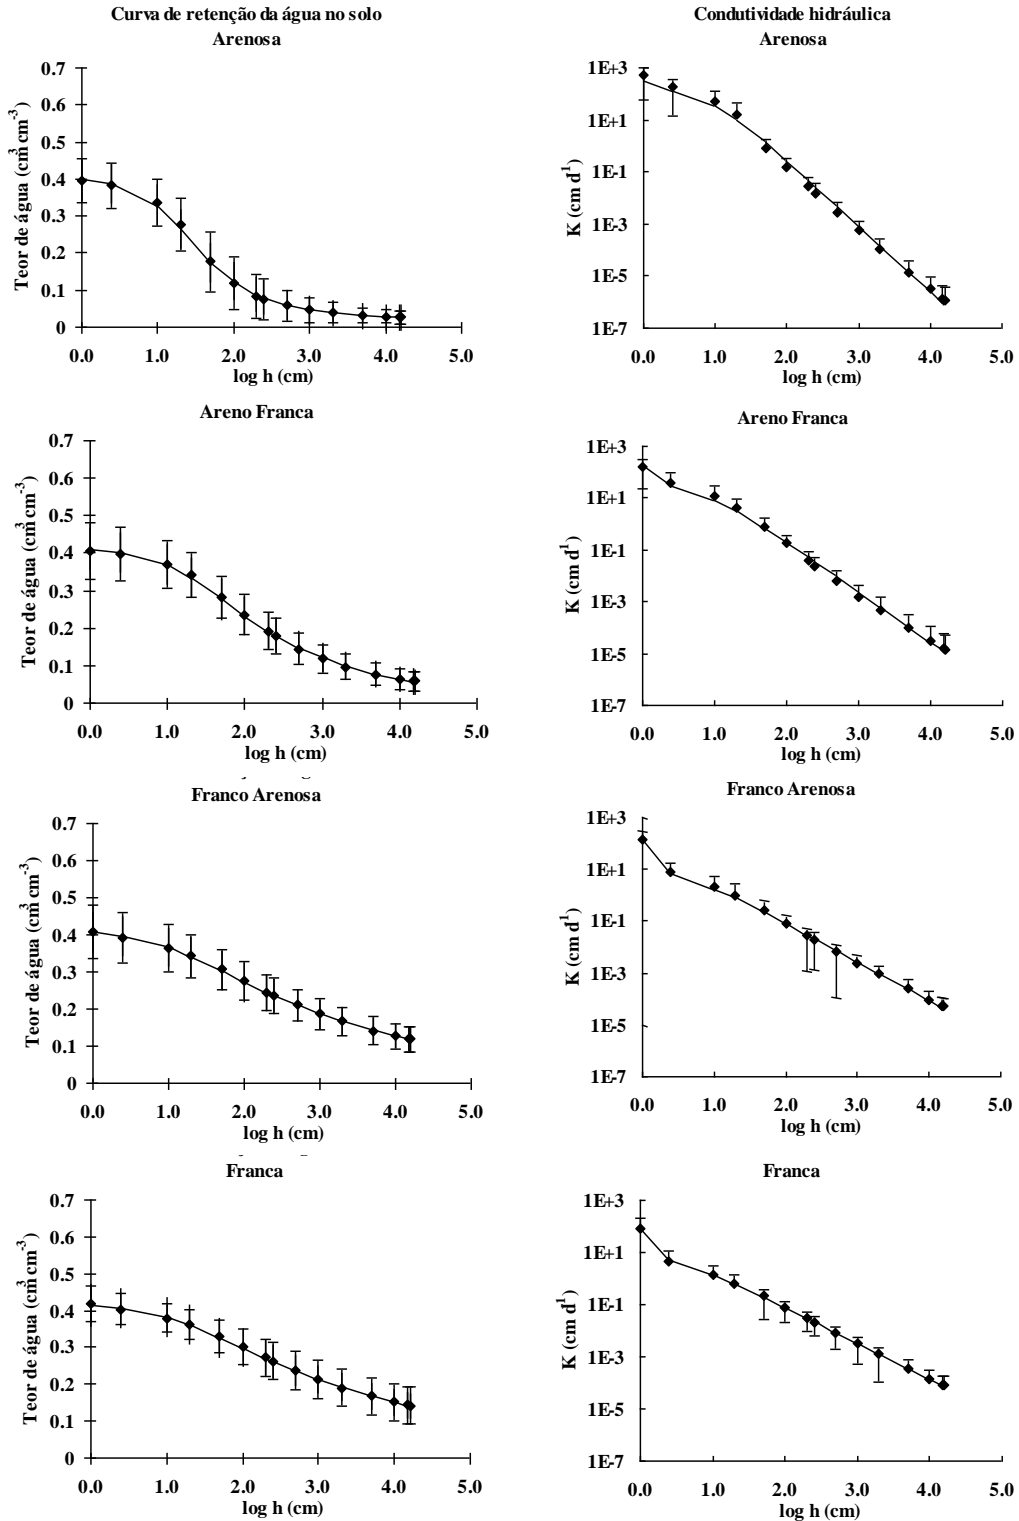 Curva de retenção da água no solo
Arenosa
0.7
0.6
0.5
0.4
0.3
0.2
0.1
0
Teor de água (cm3 cm-3)
0.0 1.0 2.0 3.0 4.0 5.0
log h (cm)
Condutividade hidráulica
Arenosa
1E+3
1E+1
1E-1
1E-3
1E-5
1E-7
K (cm d1)
0.0 1.0 2.0 3.0 4.0 5.0
log h (cm)
Areno Franca
0.7
0.6
0.5
0.4
0.3
0.2
0.1
0
Teor de água (cm3 cm-3)
0.0 1.0 2.0 3.0 4.0 5.0
log h (cm)
Areno Franca
1E+3
1E+1
1E-1
1E-3
1E-5
1E-7
K (cm d1)
0.0 1.0 2.0 3.0 4.0 5.0
log h (cm)
Franco Arenosa
0.7
0.6
0.5
0.4
0.3
0.2
0.1
0
Teor de água (cm3 cm-3)
0.0 1.0 2.0 3.0 4.0 5.0
log h (cm)
Franco Arenosa
1E+3
1E+1
1E-1
1E-3
1E-5
1E-7
K (cm d1)
0.0 1.0 2.0 3.0 4.0 5.0
log h (cm)
Franca
0.7
0.6
0.5
0.4
0.3
0.2
0.1
0
Teor de água (cm3 cm-3)
0.0 1.0 2.0 3.0 4.0 5.0
log h (cm)
Franca
1E+3
1E+1
1E-1
1E-3
1E-5
1E-7
K (cm d1)
0.0 1.0 2.0 3.0 4.0 5.0
log h (cm)